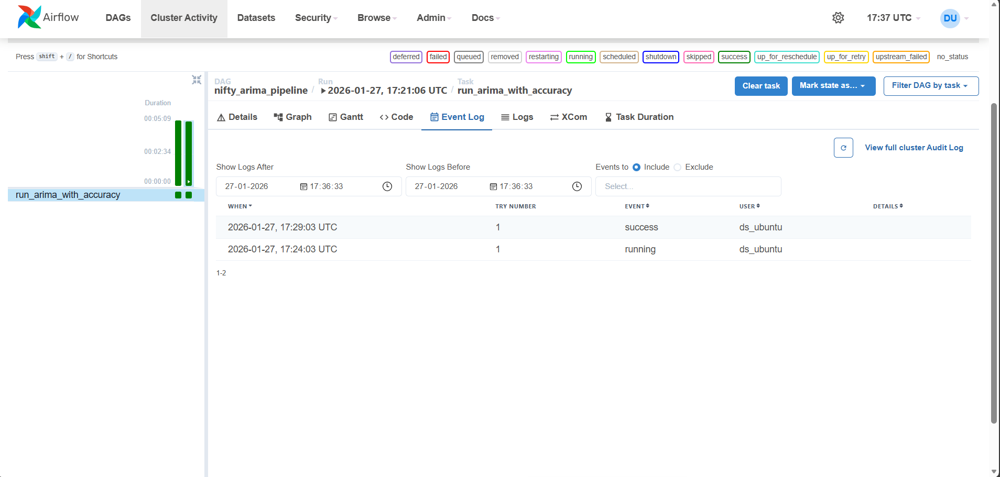 Airflow DAGs Cluster Activity Datasets Security Browse Admin Docs 17:37 UTC DU
Press shift + / for Shortcuts deferred failed queued removed restarting running scheduled shutdown skipped success up_for_reschedule up_for_retry upstream_failed no_status
DAG Run Task
nifty_arima_pipeline / 2026-01-27, 17:21:06 UTC / run_arima_with_accuracy Clear task Mark state as... Filter DAG by task
Duration
00:05:09
00:02:34
00:00:00
run_arima_with_accuracy
Details Graph Gantt Code Event Log Logs XCom Task Duration
View full cluster Audit Log
Show Logs After Show Logs Before Events to Include Exclude
27-01-2026 17:36:33 27-01-2026 17:36:33 Select...
WHEN TRY NUMBER EVENT USER DETAILS
2026-01-27, 17:29:03 UTC 1 success ds_ubuntu
2026-01-27, 17:24:03 UTC 1 running ds_ubuntu
1-2